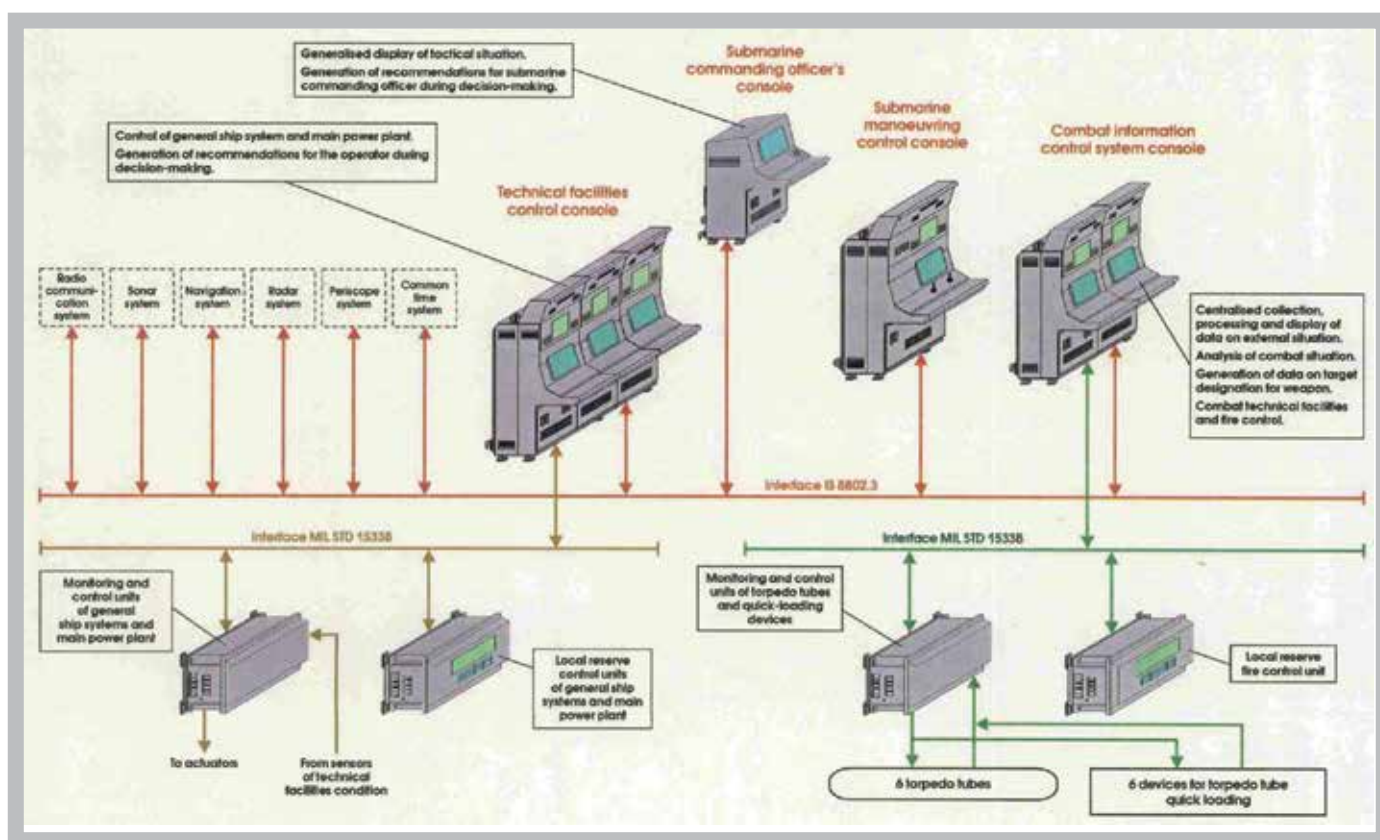 Generalised display of tactical situation.
Generation of recommendations for submarine
commanding officer during decision-making.
Submarine
commanding officer's
console
Control of general ship system and main power plant.
Generation of recommendations for the operator during
decision-making.
Submarine
manoeuvring
control console
Combat information
control system console
Technical facilities
control console
Radio
communi-
cation
system
Sonar
system
Navigation
system
Radar
system
Periscope
system
Common
time
system
Centralised collection,
processing and display of
data on external situation.
Analysis of combat situation.
Generation of data on target
designation for weapon.
Combat technical facilities
and fire control.
Interface IS 8802.3
Interface MIL STD 1533B
Interface MIL STD 1533B
Monitoring and
control units
of general
ship systems and
main power plant
Local reserve
control units
of general ship
systems and main
power plant
To actuators
From sensors
of technical
facilities condition
Monitoring and control
units of torpedo tubes
and quick-loading
devices
Local reserve
fire control unit
6 torpedo tubes
6 devices for torpedo tube
quick loading